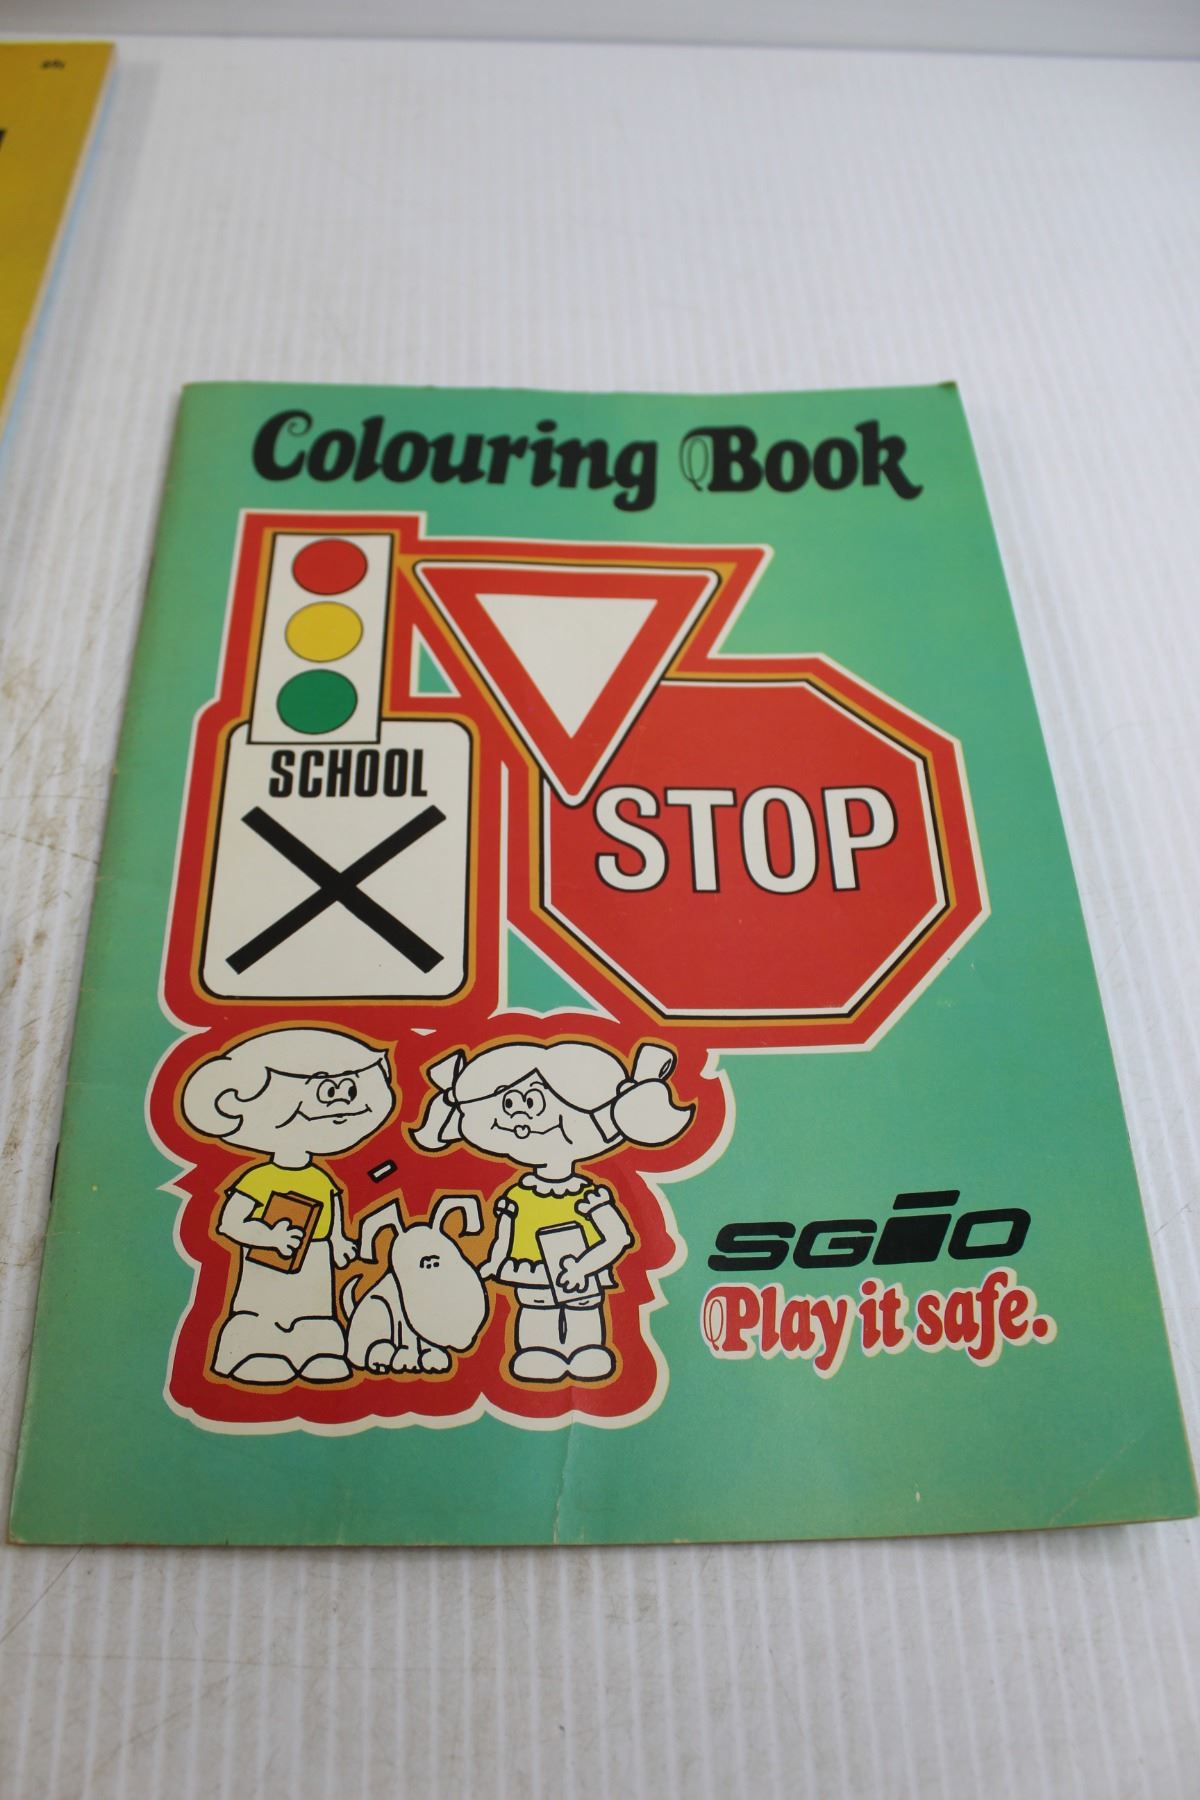 Colouring Book
SCHOOL
STOP
SGIO
Play it safe.